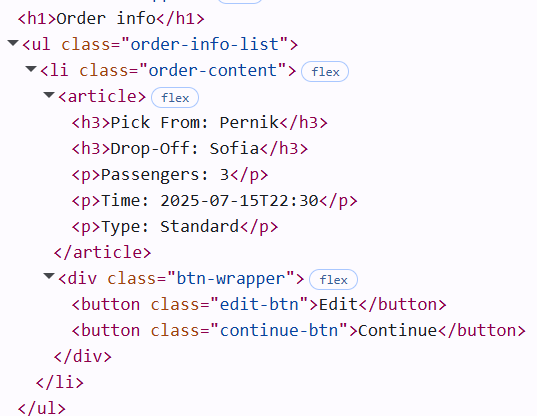 <h1>Order info</h1>
<ul class="order-info-list">
<li class="order-content"> flex
<article> flex
<h3>Pick From: Pernik</h3>
<h3>Drop-Off: Sofia</h3>
<p>Passengers: 3</p>
<p>Time: 2025-07-15T22:30</p>
<p>Type: Standard</p>
</article>
<div class="btn-wrapper"> flex
<button class="edit-btn">Edit</button>
<button class="continue-btn">Continue</button>
</div>
</li>
</ul>